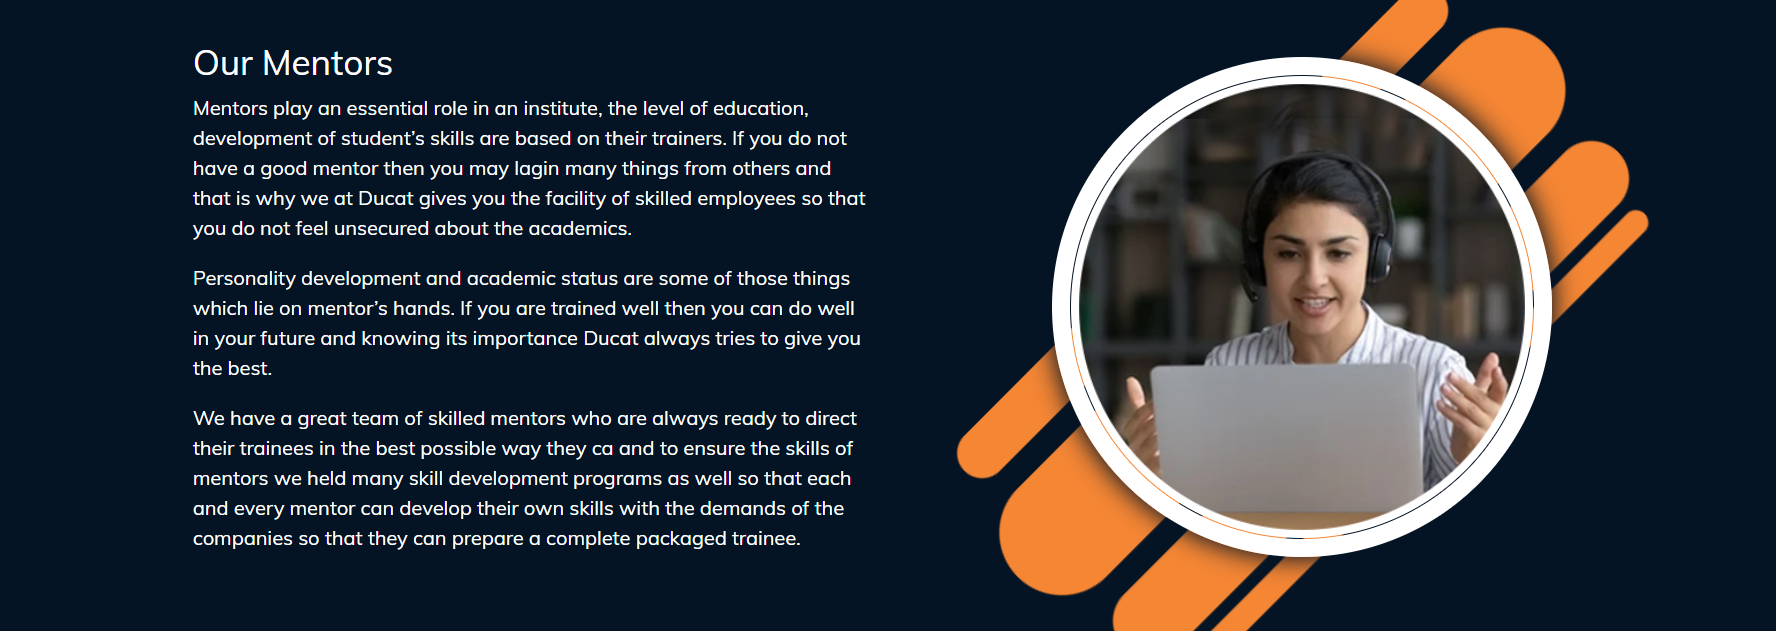 Our Mentors
Mentors play an essential role in an institute, the level of education,
development of student’s skills are based on their trainers. If you do not
have a good mentor then you may lagin many things from others and
that is why we at Ducat gives you the facility of skilled employees so that
you do not feel unsecured about the academics.
Personality development and academic status are some of those things
which lie on mentor’s hands. If you are trained well then you can do well
in your future and knowing its importance Ducat always tries to give you
the best.
We have a great team of skilled mentors who are always ready to direct
their trainees in the best possible way they ca and to ensure the skills of
mentors we held many skill development programs as well so that each
and every mentor can develop their own skills with the demands of the
companies so that they can prepare a complete packaged trainee.